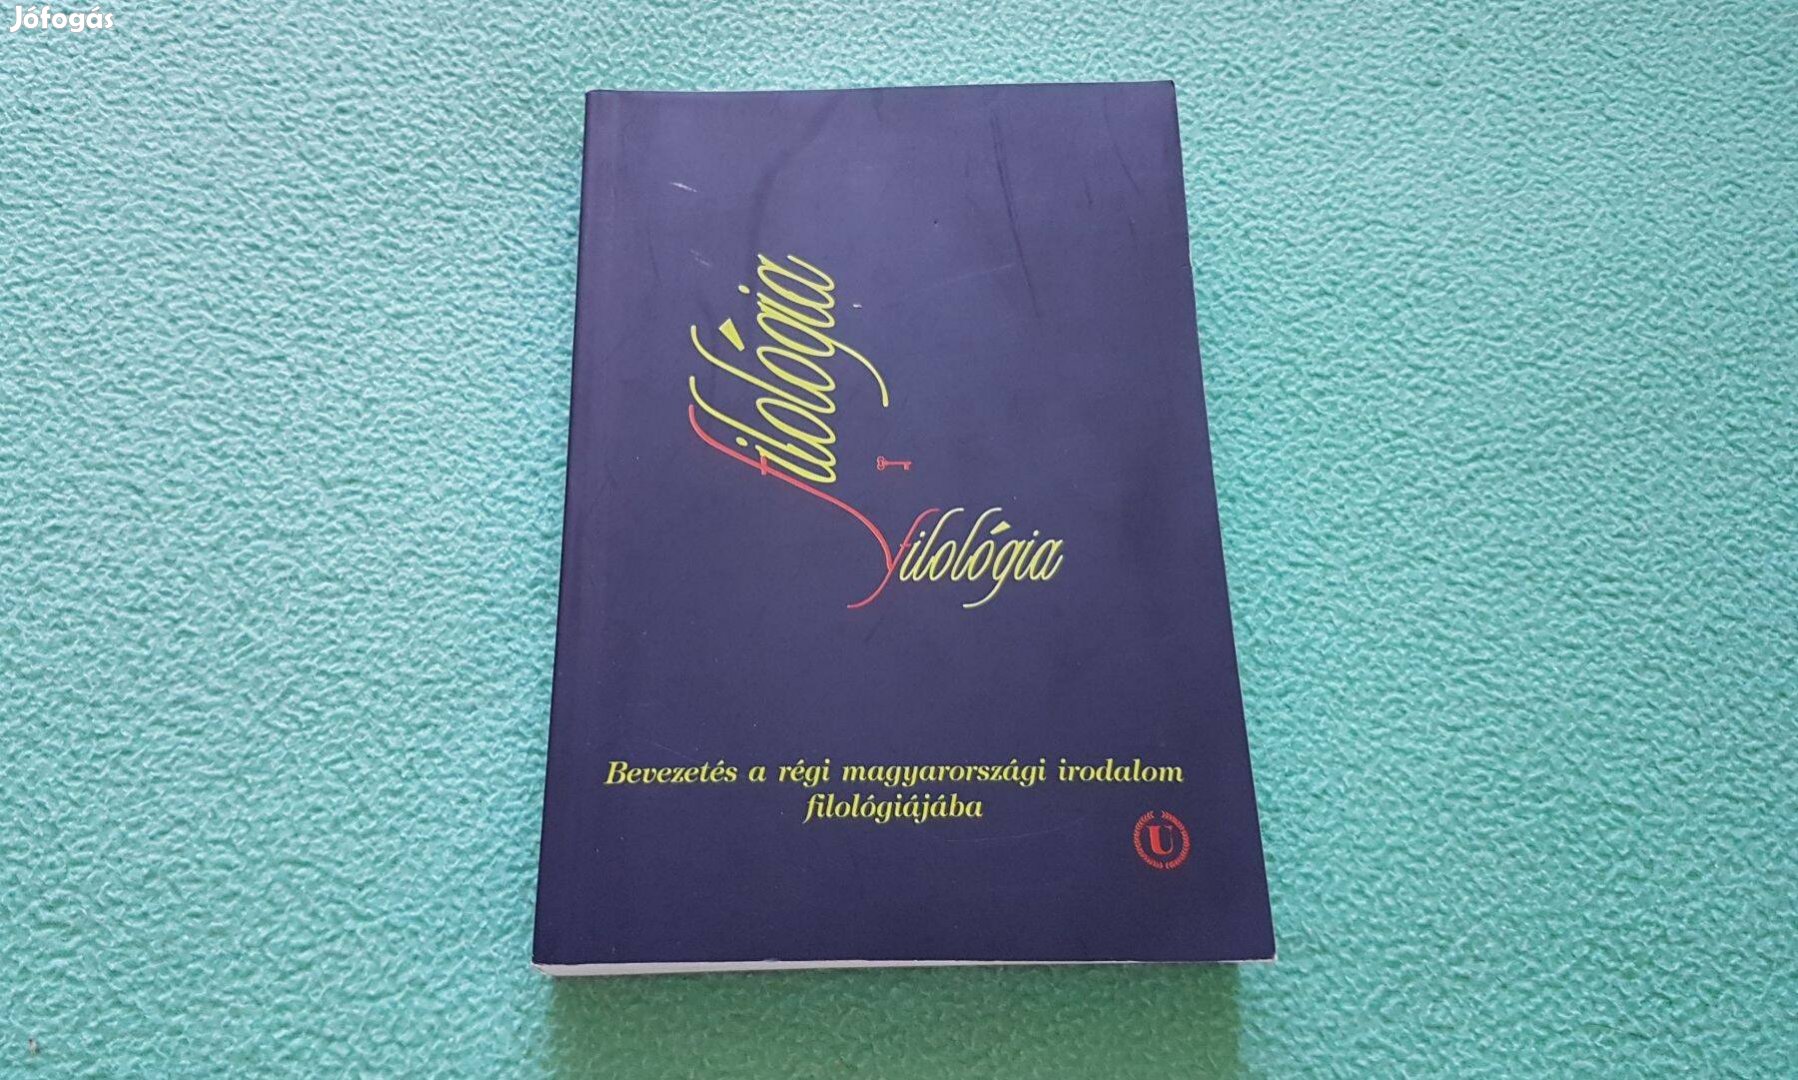 Jófogás
filológia
filológia
Bevezetés a régi magyarországi irodalom
filológiájába
U